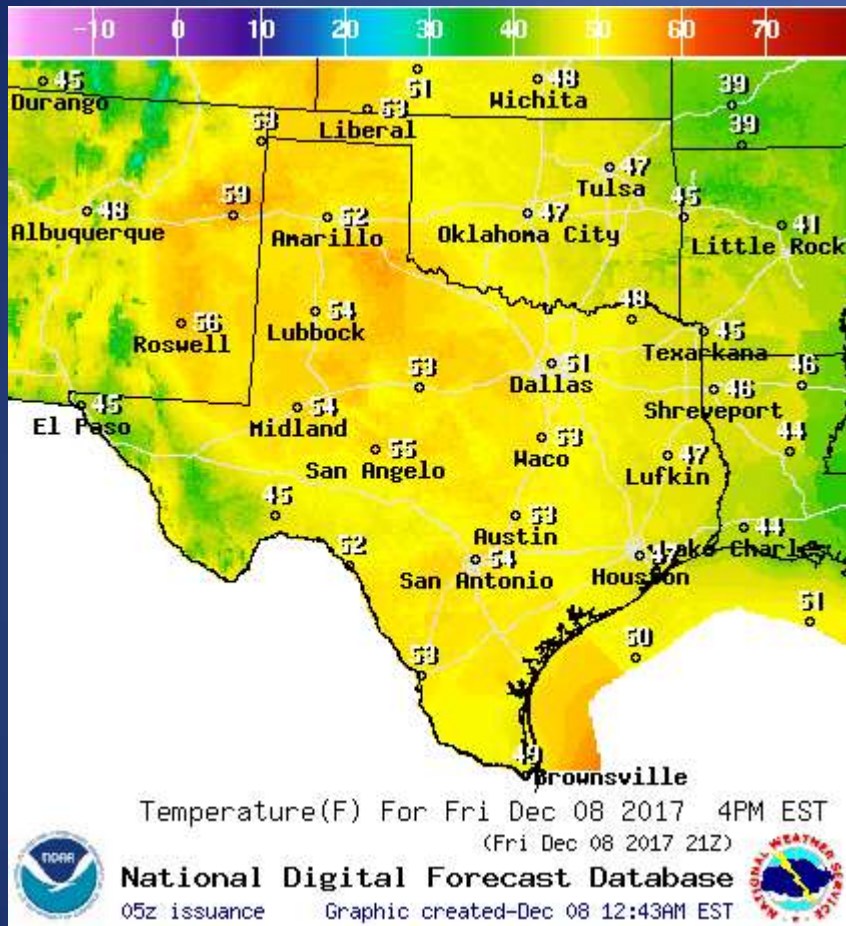 -10 0 10 20 30 40 50 60 70
45
Durango
51
48
Wichita
53
Liberal
39
39
47
Tulsa
59
48
Albuquerque
52
Amarillo
47
Oklahoma City
45
41
Little Rock
56
Roswell
54
Lubbock
48
45
Texarkana
51
Dallas
53
46
Shreveport
46
45
El Paso
54
Midland
55
San Angelo
53
Waco
47
Lufkin
44
45
53
Austin
44
Lake Charles
52
54
San Antonio
47
Houston
51
50
53
49
Brownsville
Temperature(F) For Fri Dec 08 2017 4PM EST
(Fri Dec 08 2017 21Z)
noaa
National Digital Forecast Database
05z issuance Graphic created-Dec 08 12:43AM EST
NATIONAL WEATHER SERVICE